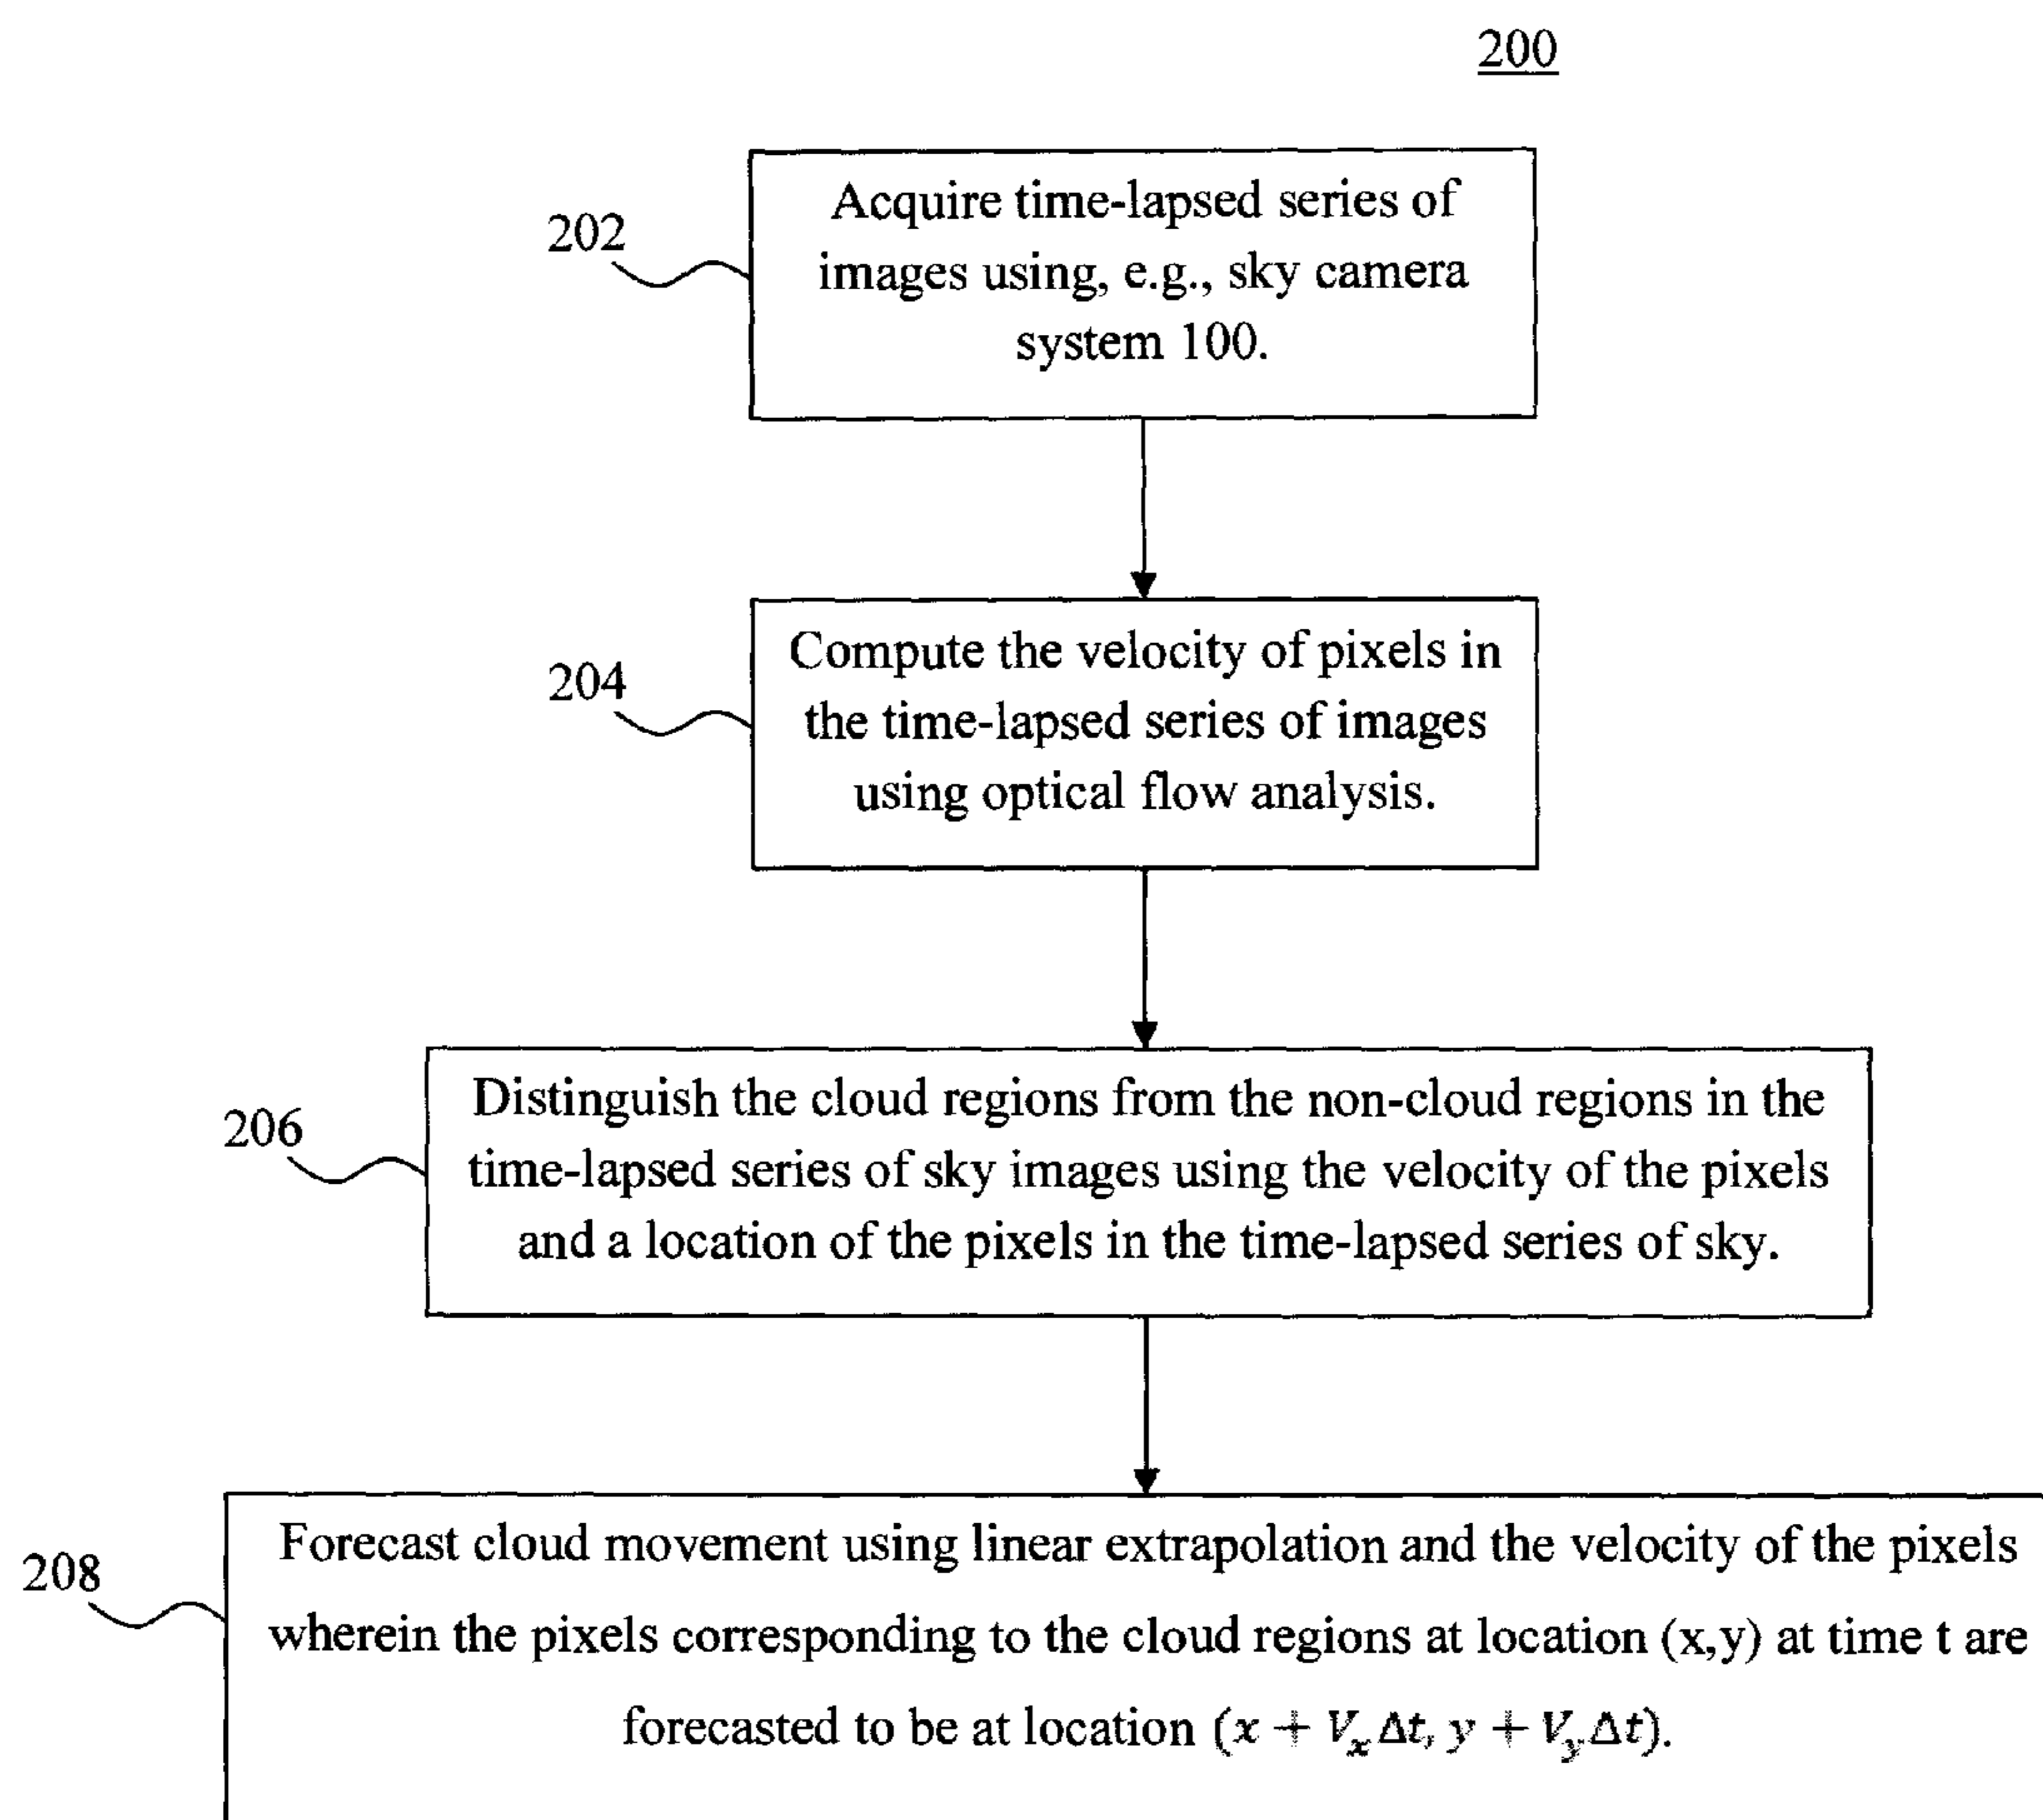 200
202
Acquire time-lapsed series of
images using, e.g., sky camera
system 100.
204
Compute the velocity of pixels in
the time-lapsed series of images
using optical flow analysis.
206
Distinguish the cloud regions from the non-cloud regions in the
time-lapsed series of sky images using the velocity of the pixels
and a location of the pixels in the time-lapsed series of sky.
208
Forecast cloud movement using linear extrapolation and the velocity of the pixels
wherein the pixels corresponding to the cloud regions at location (x,y) at time t are
forecasted to be at location (x + Vₓ Δt, y + V_y Δt).